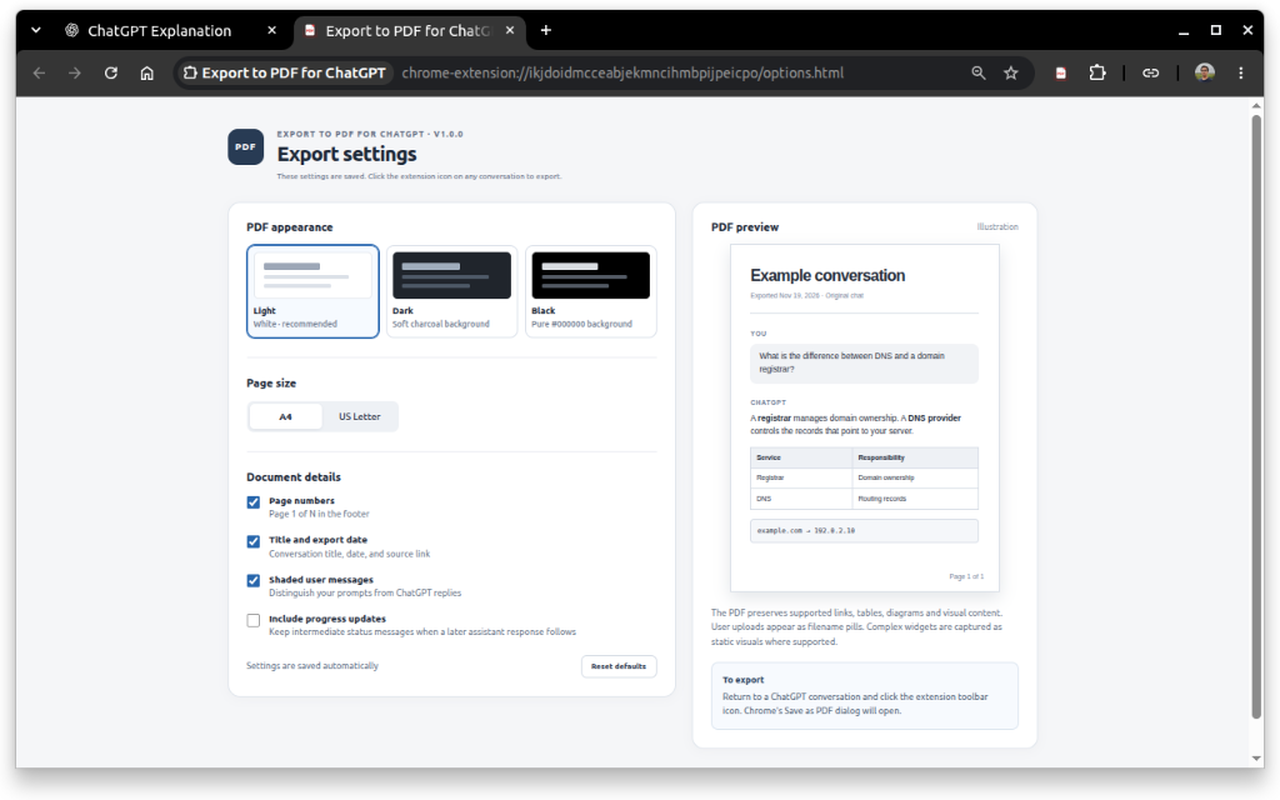 ChatGPT Explanation
Export to PDF for ChatG
Export to PDF for ChatGPT
chrome-extension://ikjdoidmcceabjekmncihmbpijpeicpo/options.html
PDF
EXPORT TO PDF FOR CHATGPT · V1.0.0
Export settings
These settings are saved. Click the extension icon on any conversation to export.
PDF appearance
Light
White · recommended
Dark
Soft charcoal background
Black
Pure #000000 background
Page size
A4
US Letter
Document details
Page numbers
Page 1 of N in the footer
Title and export date
Conversation title, date, and source link
Shaded user messages
Distinguish your prompts from ChatGPT replies
Include progress updates
Keep intermediate status messages when a later assistant response follows
Settings are saved automatically
Reset defaults
PDF preview
Illustration
Example conversation
Exported Nov 19, 2026 · Original chat
YOU
What is the difference between DNS and a domain
registrar?
CHATGPT
A registrar manages domain ownership. A DNS provider
controls the records that point to your server.
Service
Responsibility
Registrar
Domain ownership
DNS
Routing records
example.com → 192.0.2.10
Page 1 of 1
The PDF preserves supported links, tables, diagrams and visual content.
User uploads appear as filename pills. Complex widgets are captured as
static visuals where supported.
To export
Return to a ChatGPT conversation and click the extension toolbar
icon. Chrome's Save as PDF dialog will open.